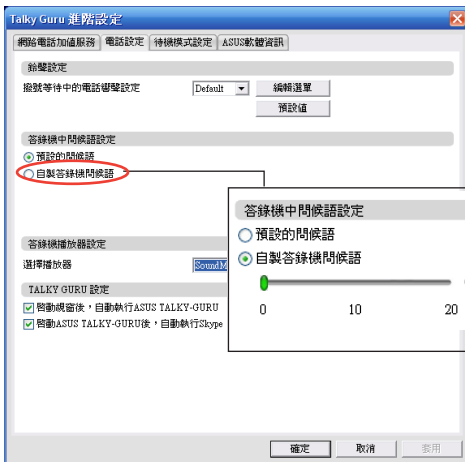 Talky Guru 進階設定
網路電話加值服務 電話設定 待機模式設定 ASUS軟體資訊
鈴聲設定
撥號等待中的電話響聲設定 Default 編輯選單
預設值
答錄機中問候語設定
預設的問候語
自製答錄機問候語
答錄機中問候語設定
預設的問候語
自製答錄機問候語
0 10 20
答錄機播放器設定
選擇播放器 SoundM
TALKY GURU 設定
啓動視窗後，自動執行ASUS TALKY-GURU
啓動ASUS TALKY-GURU後，自動執行Skype
確定 取消 套用